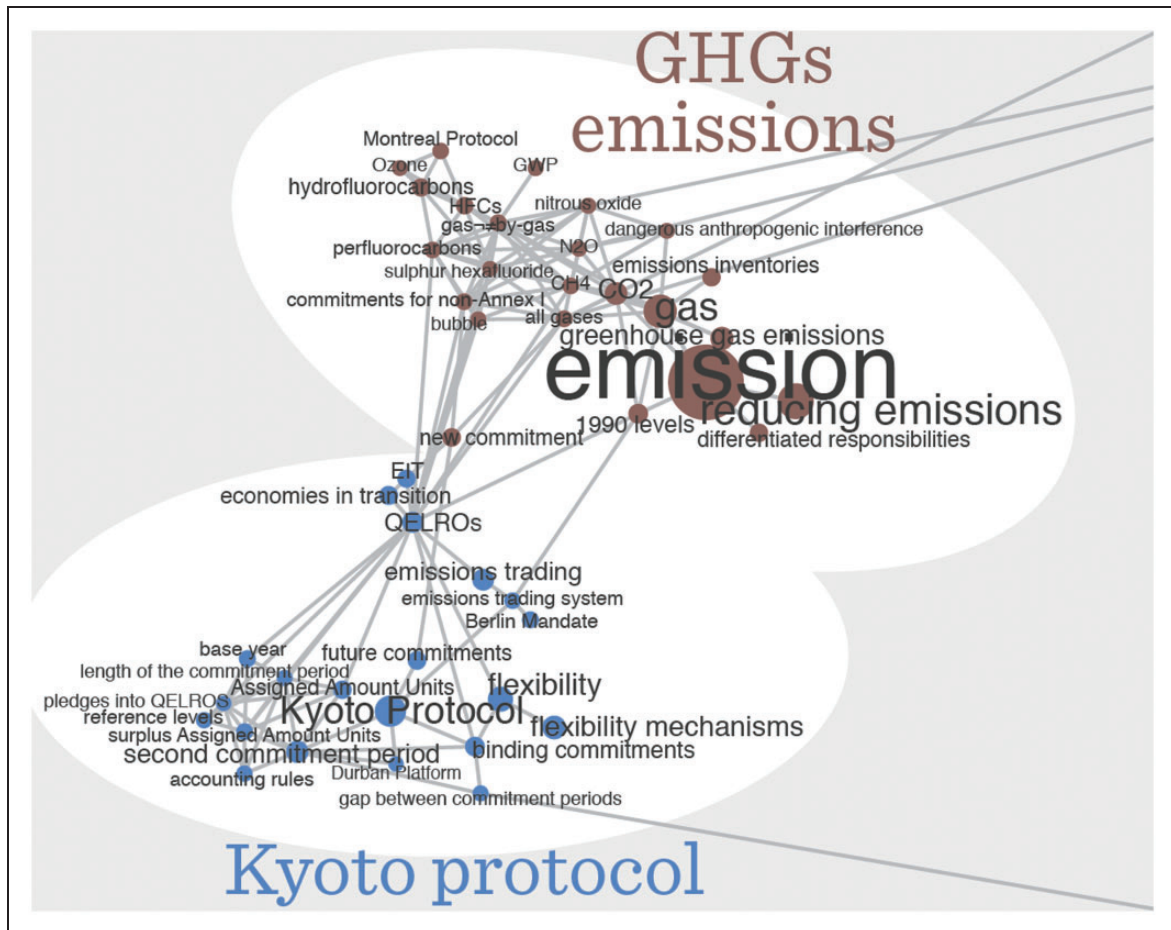 GHGs
emissions
Montreal Protocol
Ozone
GWP
hydrofluorocarbons
HFCs
nitrous oxide
gas¬≠by-gas
dangerous anthropogenic interference
perfluorocarbons
N2O
sulphur hexafluoride
emissions inventories
CH4
CO2
commitments for non-Annex I
gas
bubble
all gases
greenhouse gas emissions
emission
reducing emissions
1990 levels
new commitment
differentiated responsibilities
EIT
economies in transition
QELROs
emissions trading
emissions trading system
Berlin Mandate
base year
future commitments
length of the commitment period
Assigned Amount Units
flexibility
pledges into QELROS
Kyoto Protocol
reference levels
flexibility mechanisms
surplus Assigned Amount Units
second commitment period
binding commitments
Durban Platform
accounting rules
gap between commitment periods
Kyoto protocol